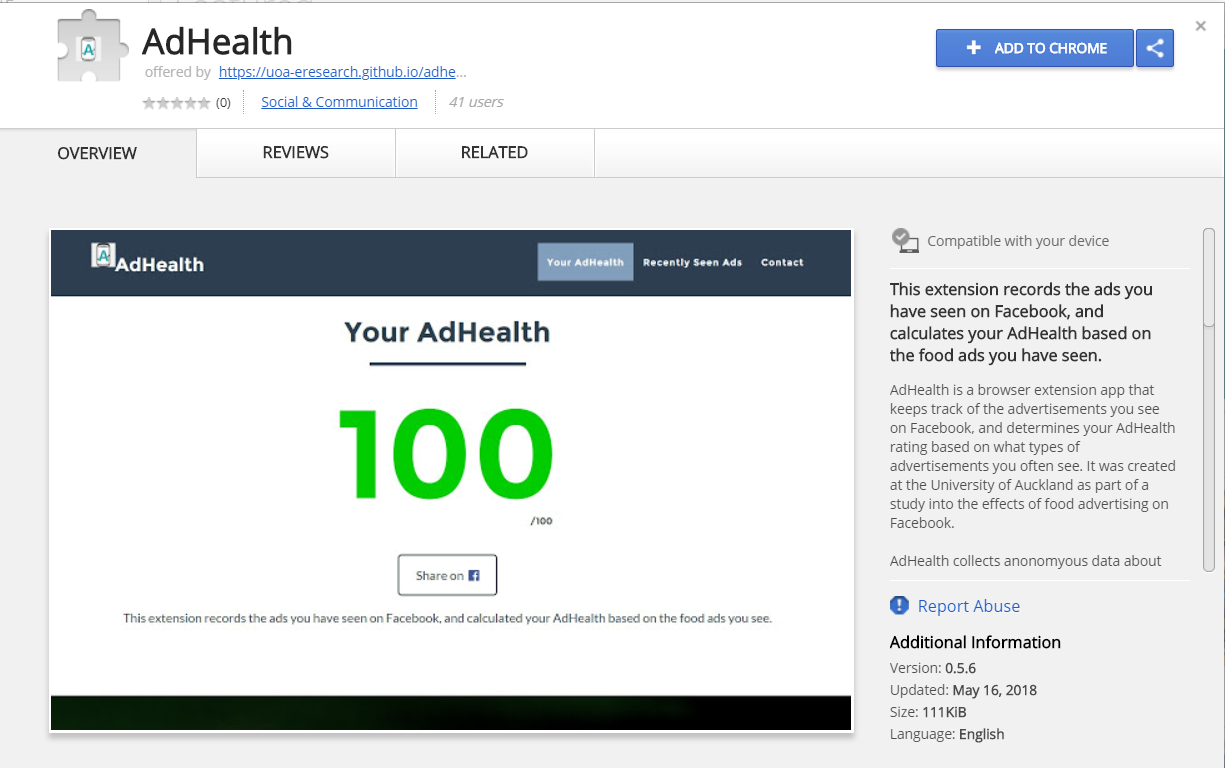 AdHealth
offered by https://uoa-eresearch.github.io/adhe...
(0) Social & Communication 41 users
ADD TO CHROME
OVERVIEW REVIEWS RELATED
A AdHealth
Your AdHealth Recently Seen Ads Contact
Your AdHealth
100
/100
Share on
This extension records the ads you have seen on Facebook, and calculated your AdHealth based on the food ads you see.
Compatible with your device
This extension records the ads you
have seen on Facebook, and
calculates your AdHealth based on
the food ads you have seen.
AdHealth is a browser extension app that
keeps track of the advertisements you see
on Facebook, and determines your AdHealth
rating based on what types of
advertisements you often see. It was created
at the University of Auckland as part of a
study into the effects of food advertising on
Facebook.
AdHealth collects anonomyous data about
Report Abuse
Additional Information
Version: 0.5.6
Updated: May 16, 2018
Size: 111KiB
Language: English